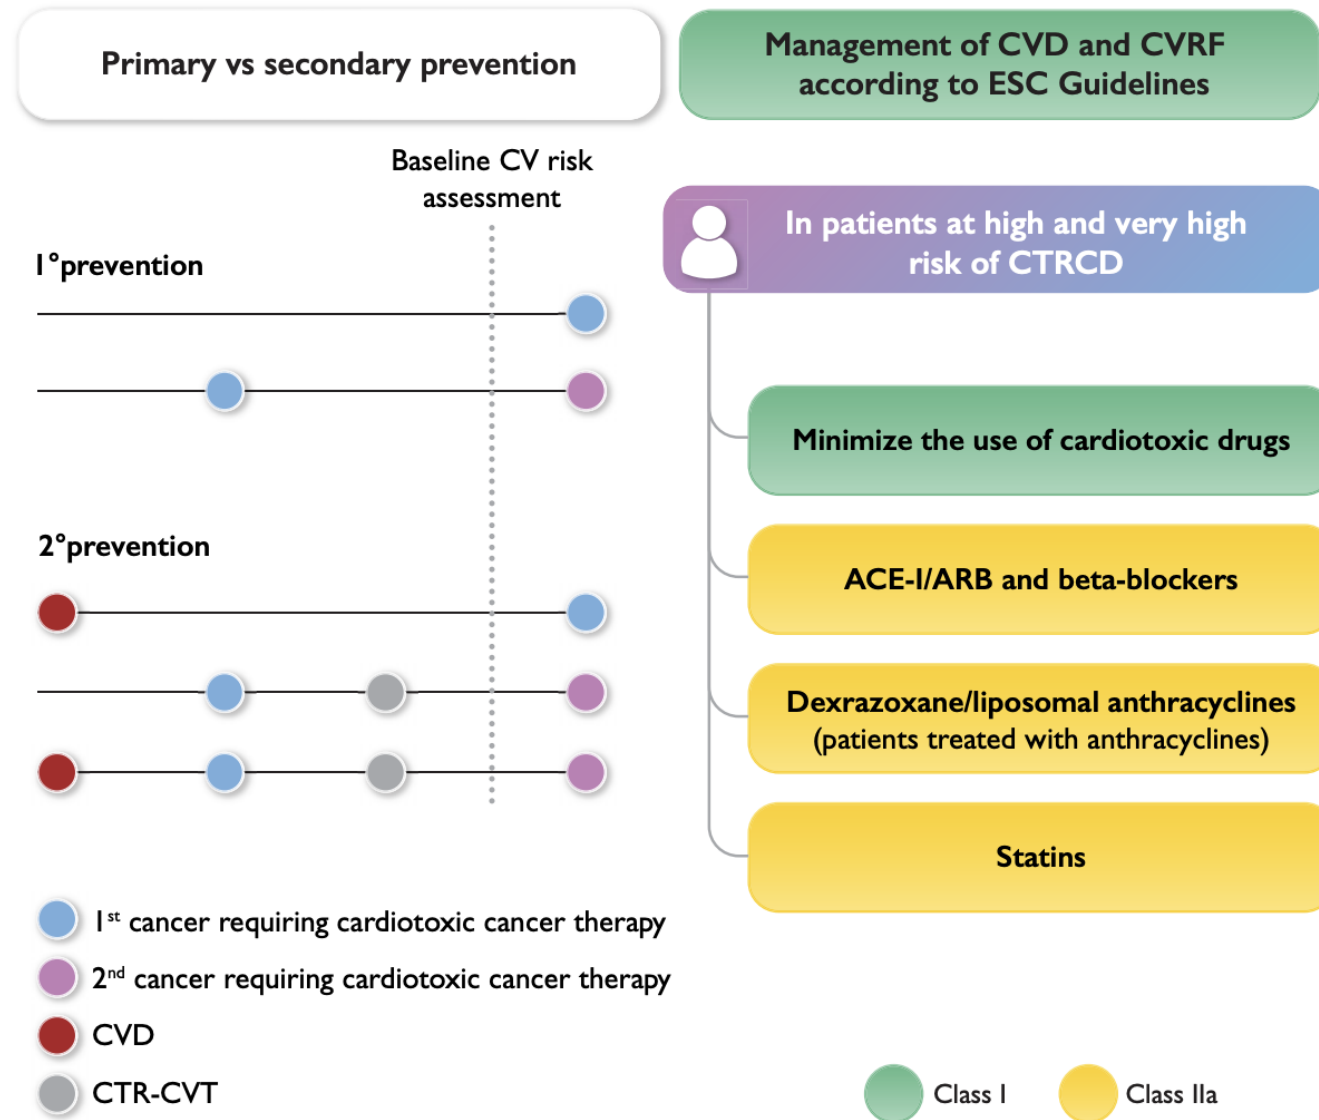 Primary vs secondary prevention
Management of CVD and CVRF
according to ESC Guidelines
Baseline CV risk
assessment
1°prevention
2°prevention
In patients at high and very high
risk of CTRCD
Minimize the use of cardiotoxic drugs
ACE-I/ARB and beta-blockers
Dexrazoxane/liposomal anthracyclines
(patients treated with anthracyclines)
Statins
1st cancer requiring cardiotoxic cancer therapy
2nd cancer requiring cardiotoxic cancer therapy
CVD
CTR-CVT
Class I
Class IIa